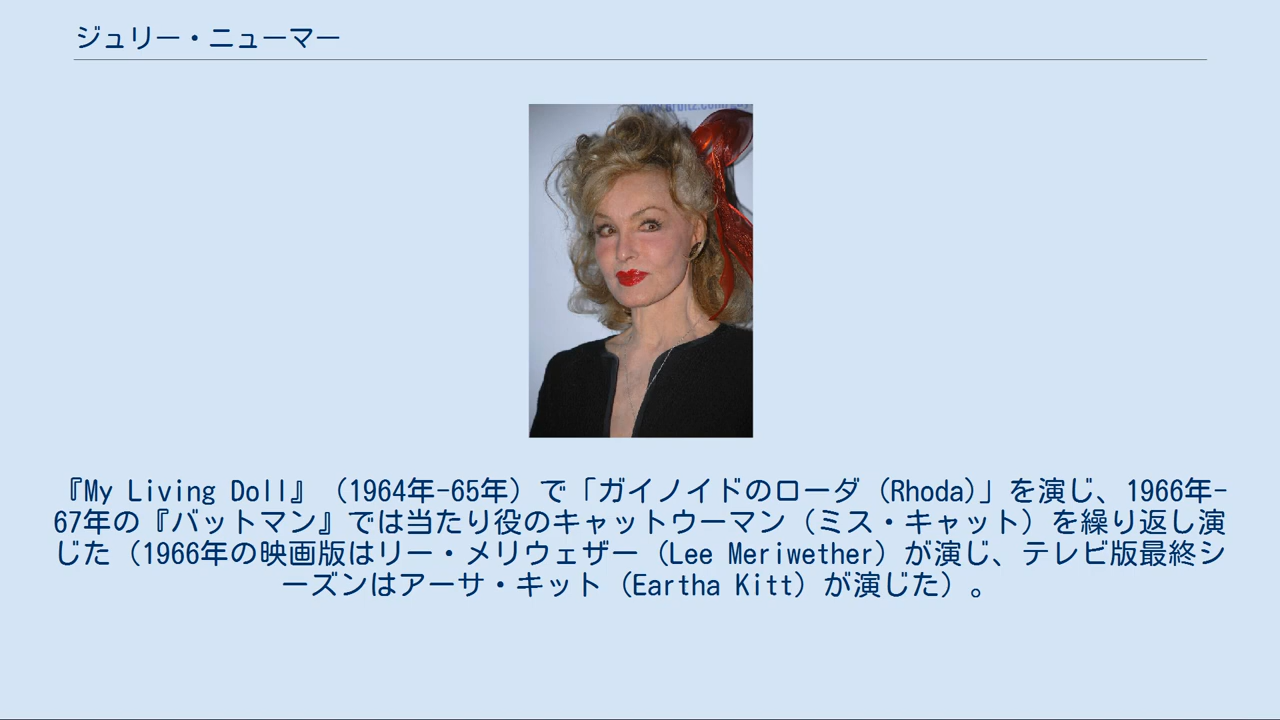 ジュリー・ニューマー
『My Living Doll』（1964年-65年）で「ガイノイドのローダ（Rhoda)」を演じ、1966年-
67年の『バットマン』では当たり役のキャットウーマン（ミス・キャット）を繰り返し演
じた（1966年の映画版はリー・メリウェザー（Lee Meriwether）が演じ、テレビ版最終シ
ーズンはアーサ・キット（Eartha Kitt）が演じた）。